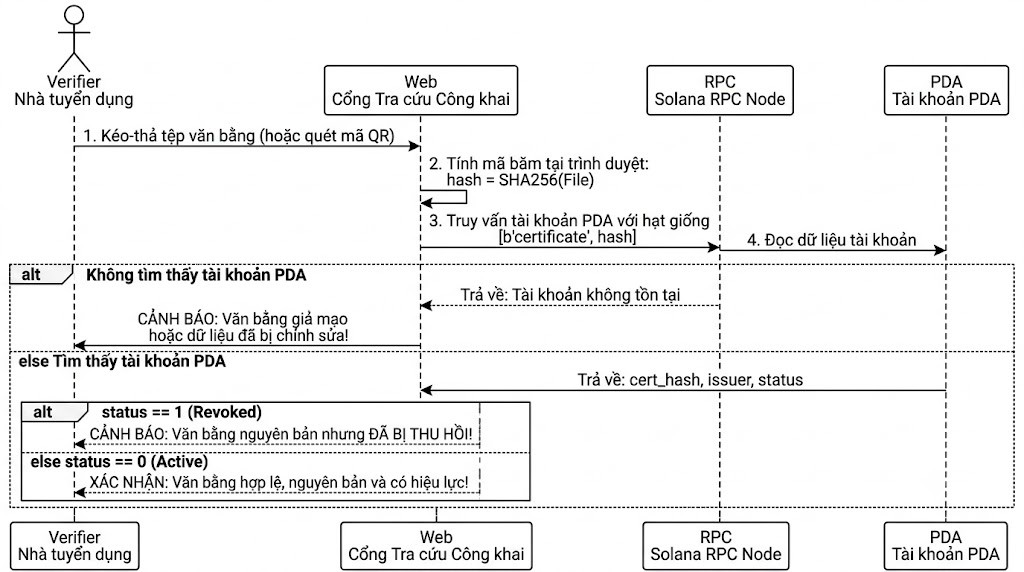 Verifier
Nhà tuyển dụng
Web
Cổng Tra cứu Công khai
RPC
Solana RPC Node
PDA
Tài khoản PDA
1. Kéo-thả tệp văn bằng (hoặc quét mã QR)
2. Tính mã băm tại trình duyệt:
hash = SHA256(File)
3. Truy vấn tài khoản PDA với hạt giống
[b'certificate', hash]
4. Đọc dữ liệu tài khoản
alt
Không tìm thấy tài khoản PDA
Trả về: Tài khoản không tồn tại
CẢNH BÁO: Văn bằng giả mạo
hoặc dữ liệu đã bị chỉnh sửa!
else Tìm thấy tài khoản PDA
Trả về: cert_hash, issuer, status
alt
status == 1 (Revoked)
CẢNH BÁO: Văn bằng nguyên bản nhưng ĐÃ BỊ THU HỒI!
else status == 0 (Active)
XÁC NHẬN: Văn bằng hợp lệ, nguyên bản và có hiệu lực!
Verifier
Nhà tuyển dụng
Web
Cổng Tra cứu Công khai
RPC
Solana RPC Node
PDA
Tài khoản PDA